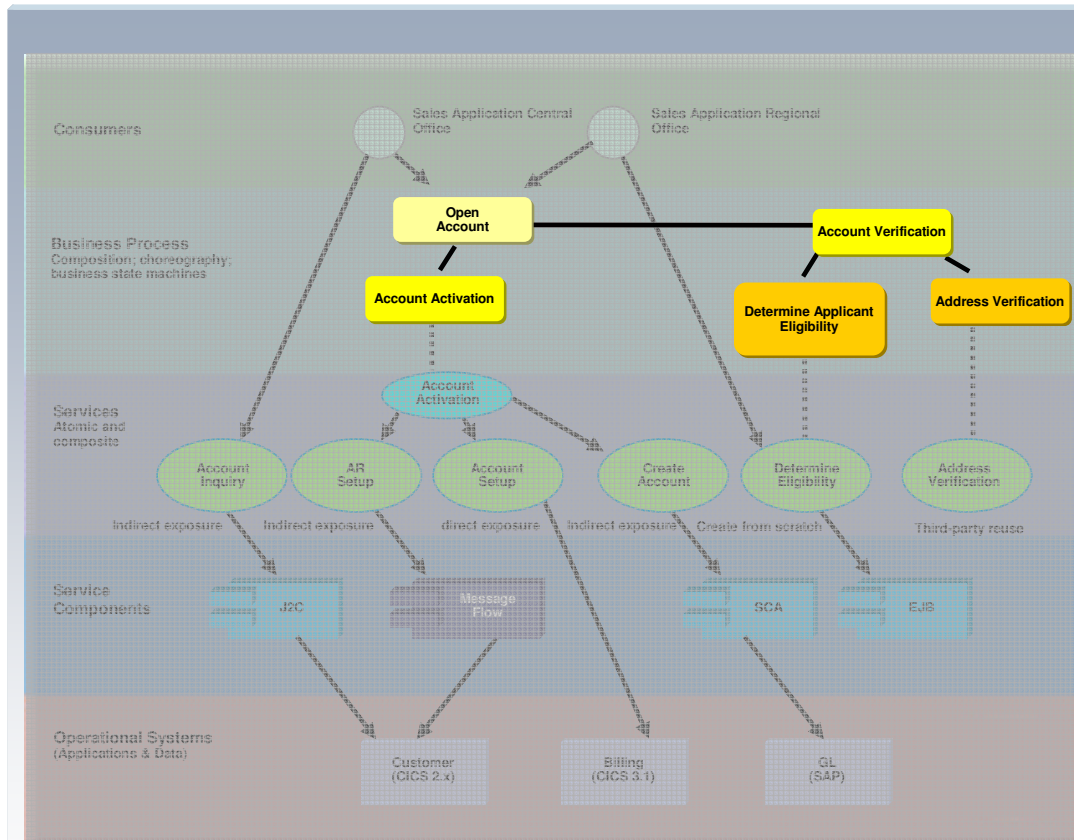 Sales Application Central
Office
Sales Application Regional
Office
Consumers
Open
Account
Account Verification
Business Process
Composition; choreography;
business state machines
Account Activation
Determine Applicant
Eligibility
Address Verification
Account
Activation
Services
Atomic and
composite
Account
Inquiry
AR
Setup
Account
Setup
Create
Account
Determine
Eligibility
Address
Verification
Indirect exposure
Indirect exposure
direct exposure
Indirect exposure
Create from scratch
Third-party reuse
Service
Components
J2C
Message
Flow
SCA
EJB
Operational Systems
(Applications & Data)
Customer
(CICS 2.x)
Billing
(CICS 3.1)
GL
(SAP)